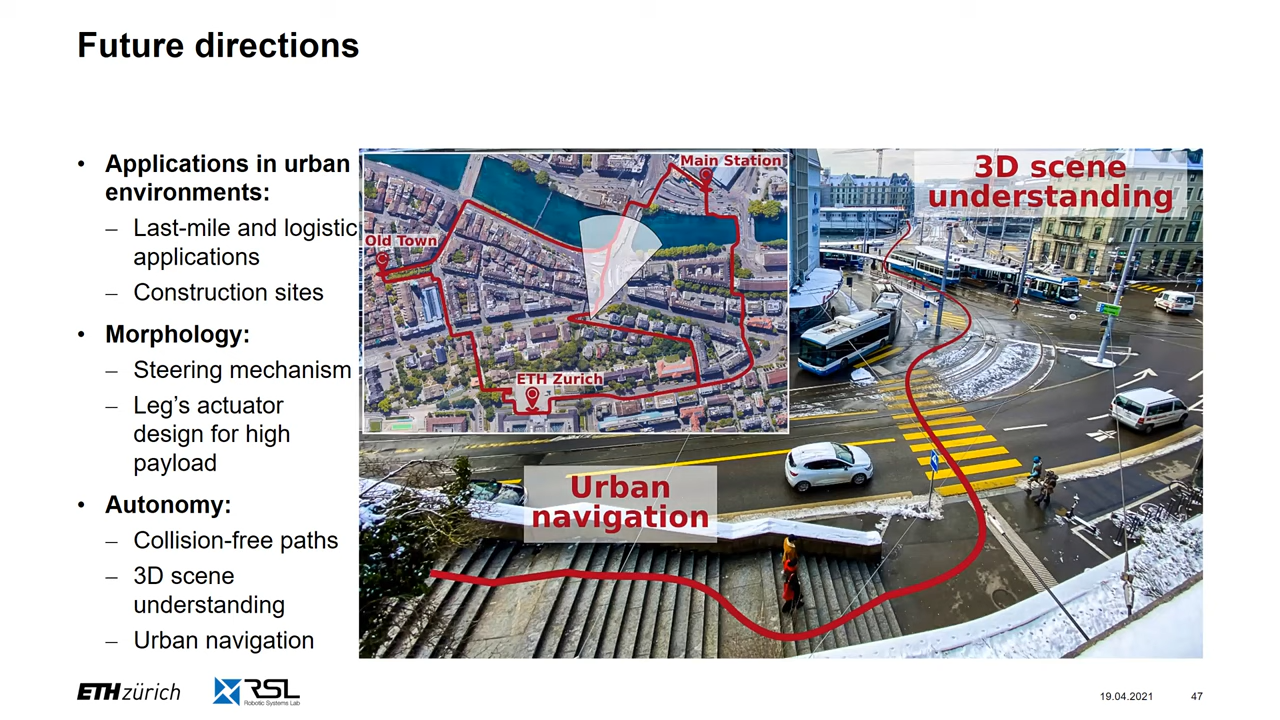 Future directions
• Applications in urban
environments:
– Last-mile and logistic
applications
– Construction sites
• Morphology:
– Steering mechanism
– Leg's actuator
design for high
payload
• Autonomy:
– Collision-free paths
– 3D scene
understanding
– Urban navigation
Main Station
Old Town
ETH Zurich
3D scene
understanding
Urban
navigation
ETH zürich
RSL
Robotic Systems Lab
19.04.2021
47